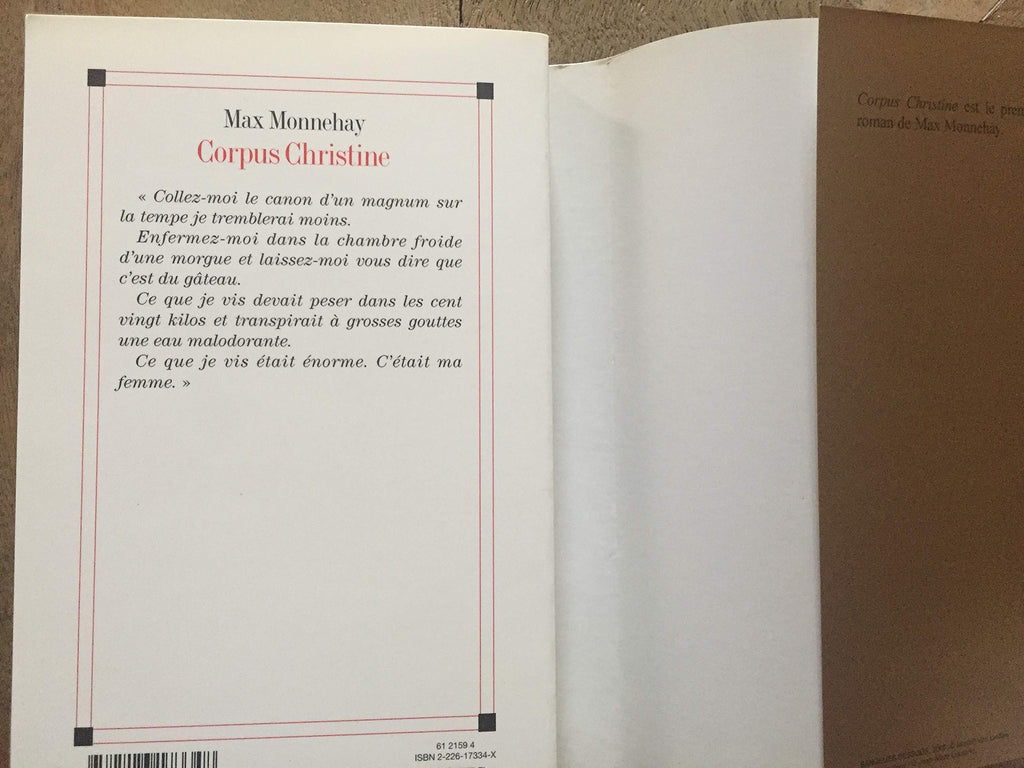 Max Monnehay
Corpus Christine
« Collez-moi le canon d'un magnum sur
la tempe je tremblerai moins.
Enfermez-moi dans la chambre froide
d'une morgue et laissez-moi vous dire que
c'est du gâteau.
Ce que je vis devait peser dans les cent
vingt kilos et transpirait à grosses gouttes
une eau malodorante.
Ce que je vis était énorme. C'était ma
femme. »
61 2159 4
ISBN 2-226-17334-X
Corpus Christine est le prem
roman de Max Monnehay.